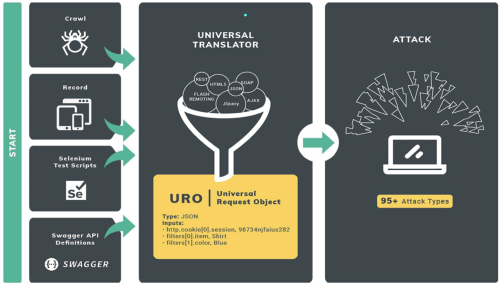 START
Crawl
Record
Selenium
Test Scripts
Se
Swagger API
Definitions
SWAGGER
UNIVERSAL
TRANSLATOR
REST
HTML5
SOAP
JSON
FLASH
REMOTING
JQuery
AJAX
URO | Universal
Request Object
Type: JSON
Inputs:
- http.cookie[0].session, 98734njfaius282
- filters[0].item, Shirt
- filters[1].color, Blue
ATTACK
95+ Attack Types